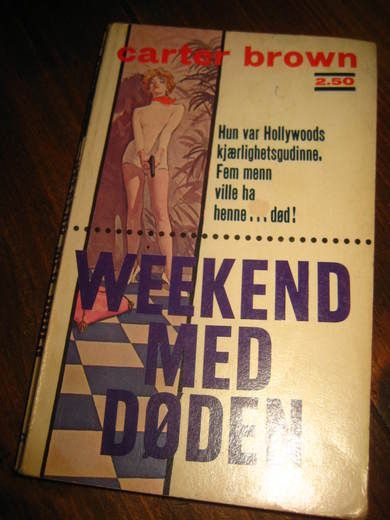 carter brown
2.50
Hun var Hollywoods
kjærlighetsgudinne.
Fem menn
ville ha
henne...død!
WEEKEND
MED
DØDEN